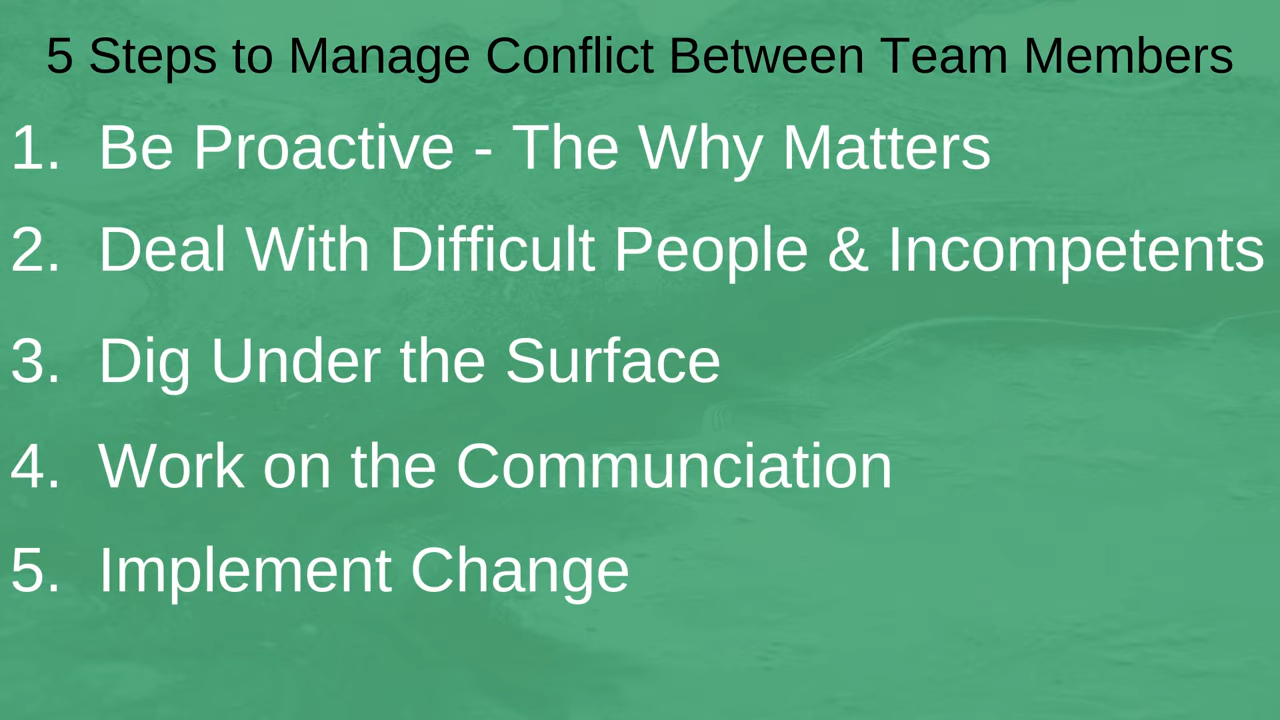 5 Steps to Manage Conflict Between Team Members
1. Be Proactive - The Why Matters
2. Deal With Difficult People & Incompetents
3. Dig Under the Surface
4. Work on the Communciation
5. Implement Change